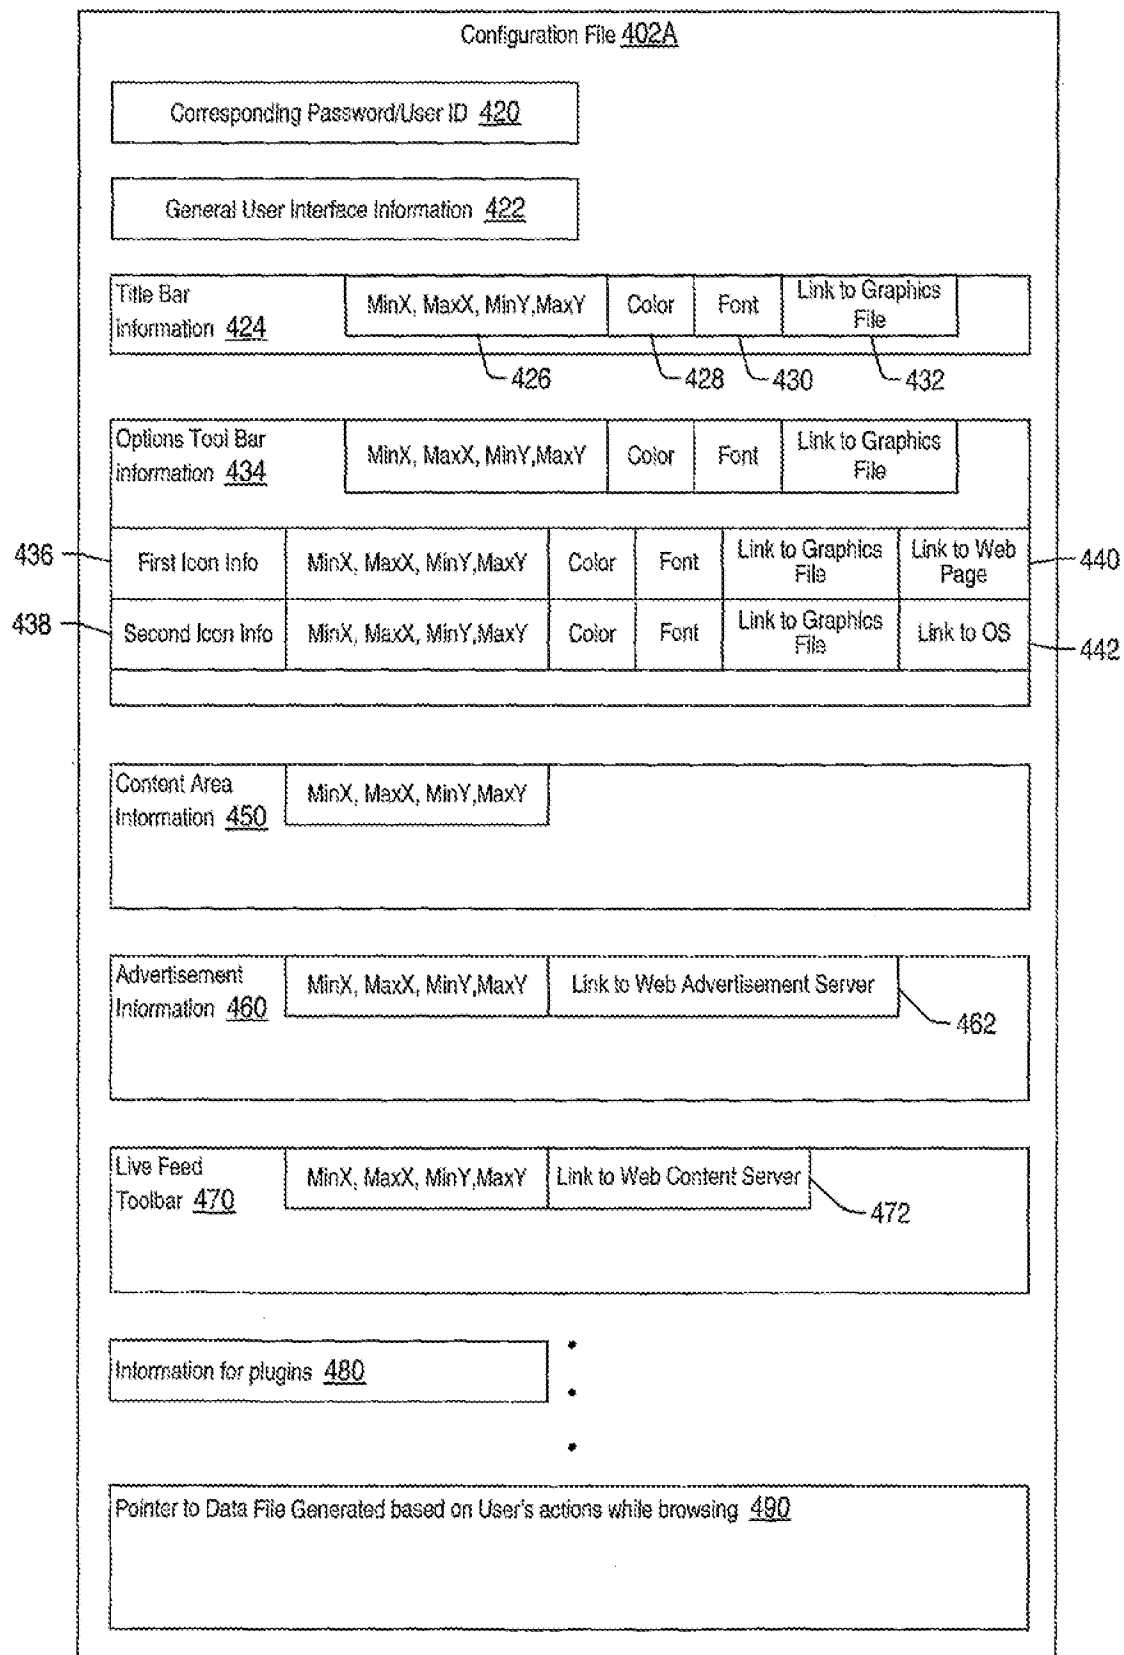 Configuration File 402A
Corresponding Password/User ID 420
General User Interface Information 422
Title Bar
information 424
MinX, MaxX, MinY,MaxY
Color
Font
Link to Graphics
File
426
428
430
432
Options Tool Bar
information 434
MinX, MaxX, MinY,MaxY
Color
Font
Link to Graphics
File
436
First Icon Info
MinX, MaxX, MinY,MaxY
Color
Font
Link to Graphics
File
Link to Web
Page
440
438
Second Icon Info
MinX, MaxX, MinY,MaxY
Color
Font
Link to Graphics
File
Link to OS
442
Content Area
Information 450
MinX, MaxX, MinY,MaxY
Advertisement
Information 460
MinX, MaxX, MinY,MaxY
Link to Web Advertisement Server
462
Live Feed
Toolbar 470
MinX, MaxX, MinY,MaxY
Link to Web Content Server
472
Information for plugins 480
Pointer to Data File Generated based on User's actions while browsing 490